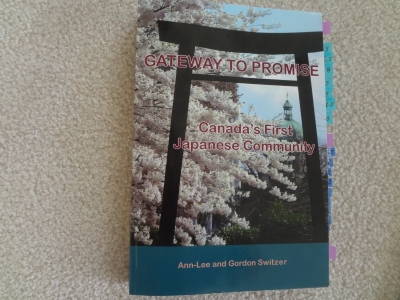 GATEWAY TO PROMISE
Canada's First
Japanese Community
Ann-Lee and Gordon Switzer